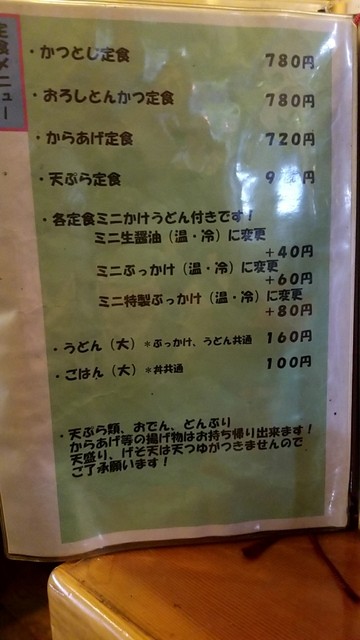 定食メニュー
・かつとじ定食 780円
・おろしとんかつ定食 780円
・からあげ定食 720円
・天ぷら定食
・各定食ミニかけうどん付きです！
ミニ生醤油（温・冷）に変更
＋40円
ミニぶっかけ（温・冷）に変更
＋60円
ミニ特製ぶっかけ（温・冷）に変更
＋80円
・うどん（大）＊ぶっかけ、うどん共通 160円
・ごはん（大）＊丼共通 100円
・天ぷら類、おでん、どんぶり
からあげ等の揚げ物はお持ち帰り出来ます！
天盛り、げそ天は天つゆがつきませんので
ご了承願います！